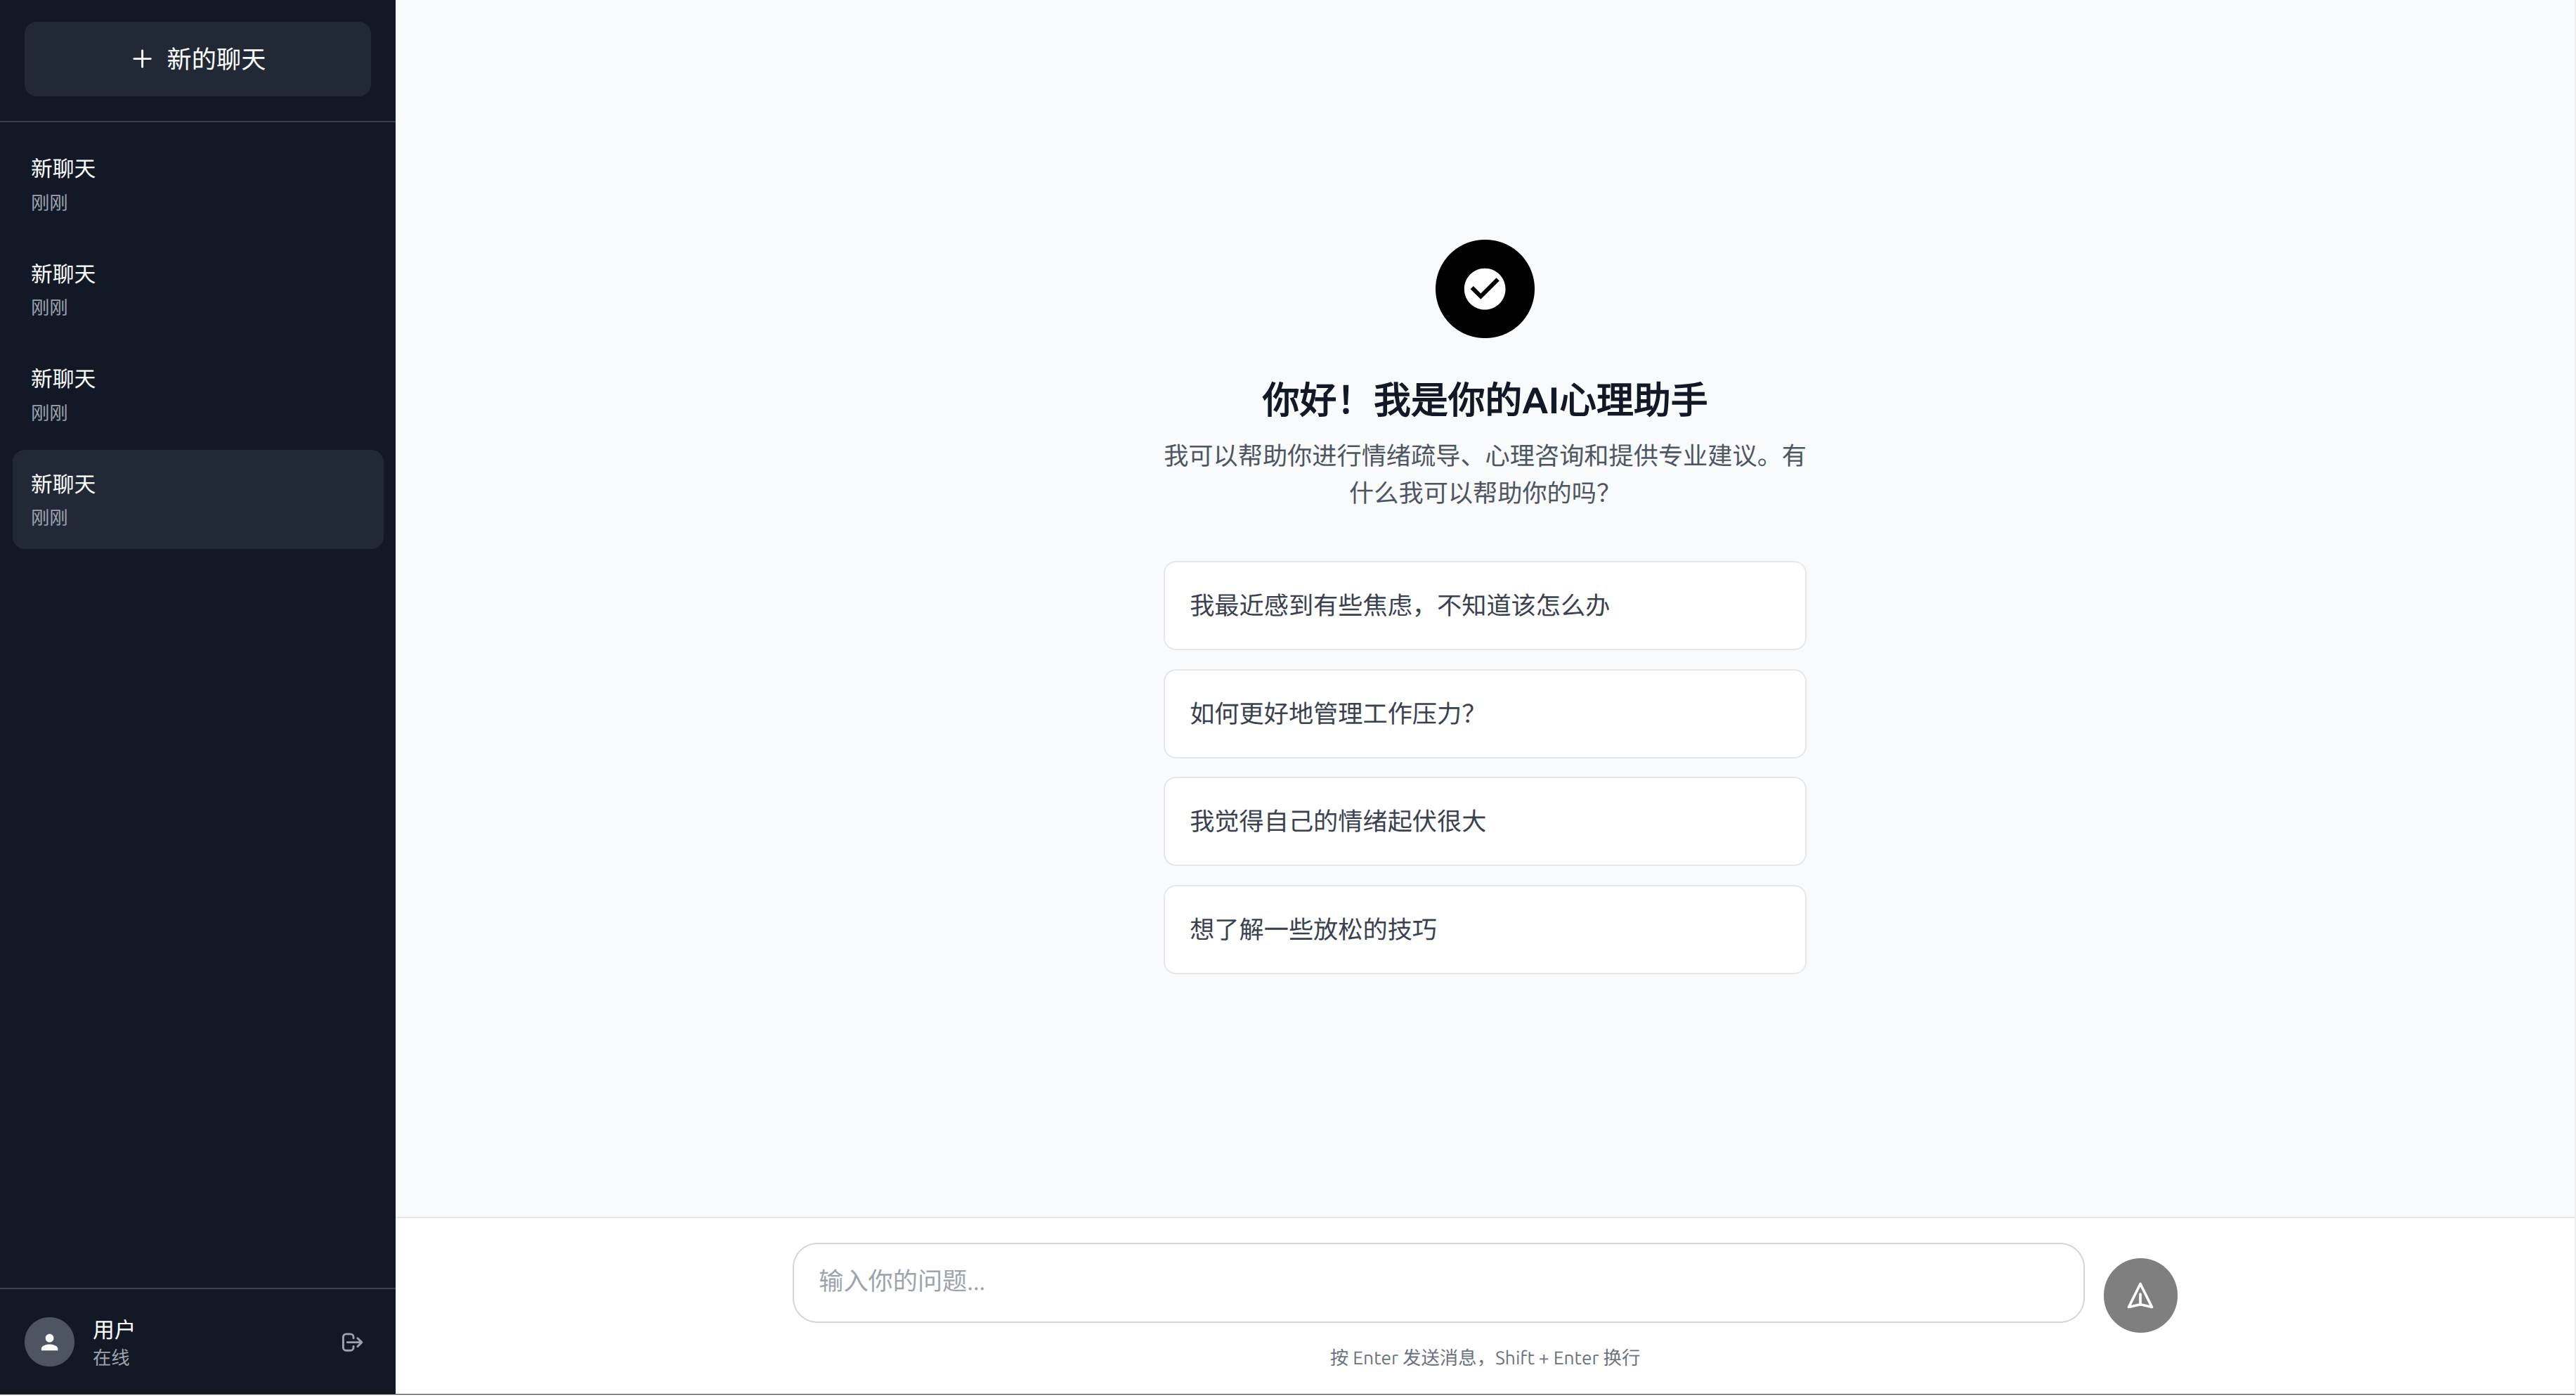 新的聊天
新聊天
刚刚
新聊天
刚刚
新聊天
刚刚
新聊天
刚刚
用户
在线
你好！我是你的AI心理助手
我可以帮助你进行情绪疏导、心理咨询和提供专业建议。有
什么我可以帮助你的吗？
我最近感到有些焦虑，不知道该怎么办
如何更好地管理工作压力？
我觉得自己的情绪起伏很大
想了解一些放松的技巧
输入你的问题...
按 Enter 发送消息，Shift + Enter 换行